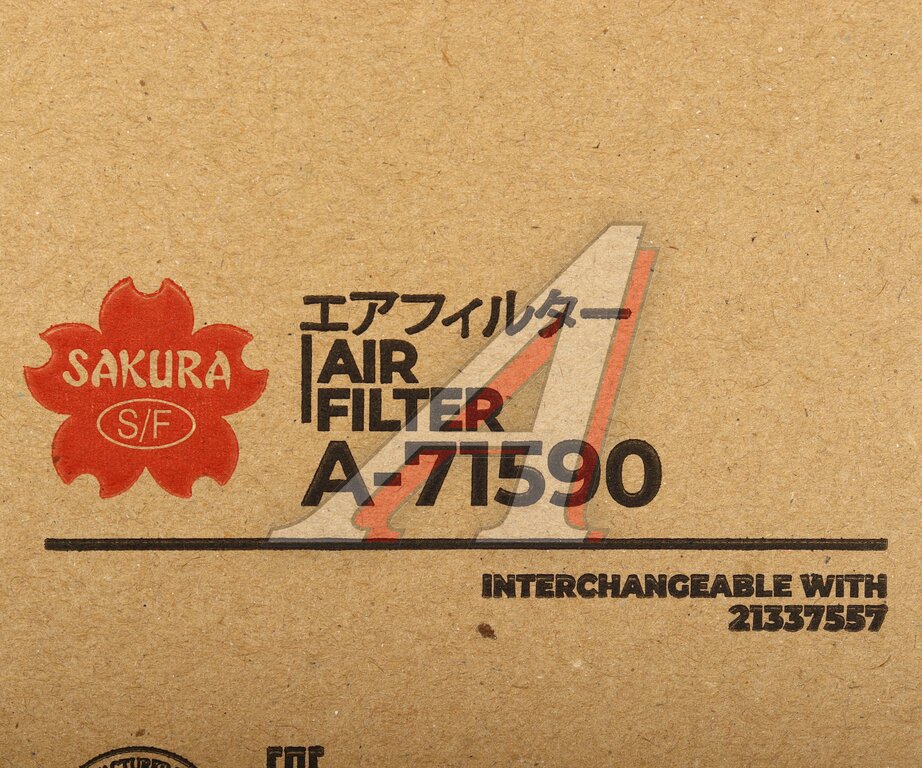 SAKURA
S/F
エアフィルター
AIR
FILTER
A-71590
INTERCHANGEABLE WITH
21337557